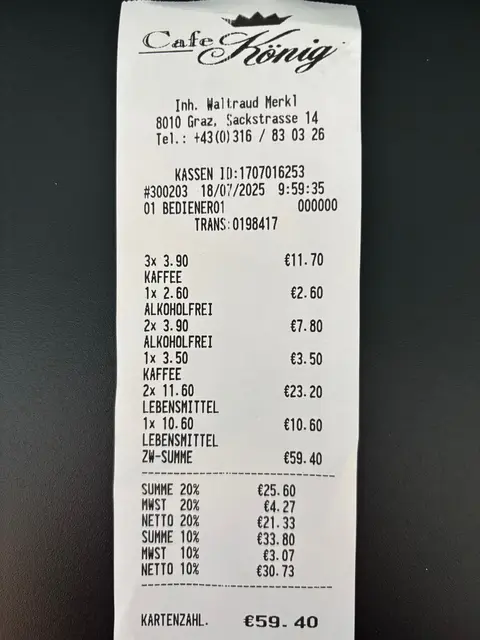 Cafe König
Inh. Waltraud Merkl
8010 Graz, Sackstrasse 14
Tel.: +43(0)316 / 83 03 26
KASSEN ID:1707016253
#300203 18/07/2025 9:59:35
01 BEDIENER01 000000
TRANS:0198417
3x 3.90 €11.70
KAFFEE
1x 2.60 €2.60
ALKOHOLFREI
2x 3.90 €7.80
ALKOHOLFREI
1x 3.50 €3.50
KAFFEE
2x 11.60 €23.20
LEBENSMITTEL
1x 10.60 €10.60
LEBENSMITTEL
ZW-SUMME €59.40
SUMME 20% €25.60
MWST 20% €4.27
NETTO 20% €21.33
SUMME 10% €33.80
MWST 10% €3.07
NETTO 10% €30.73
KARTENZAHL. €59.40